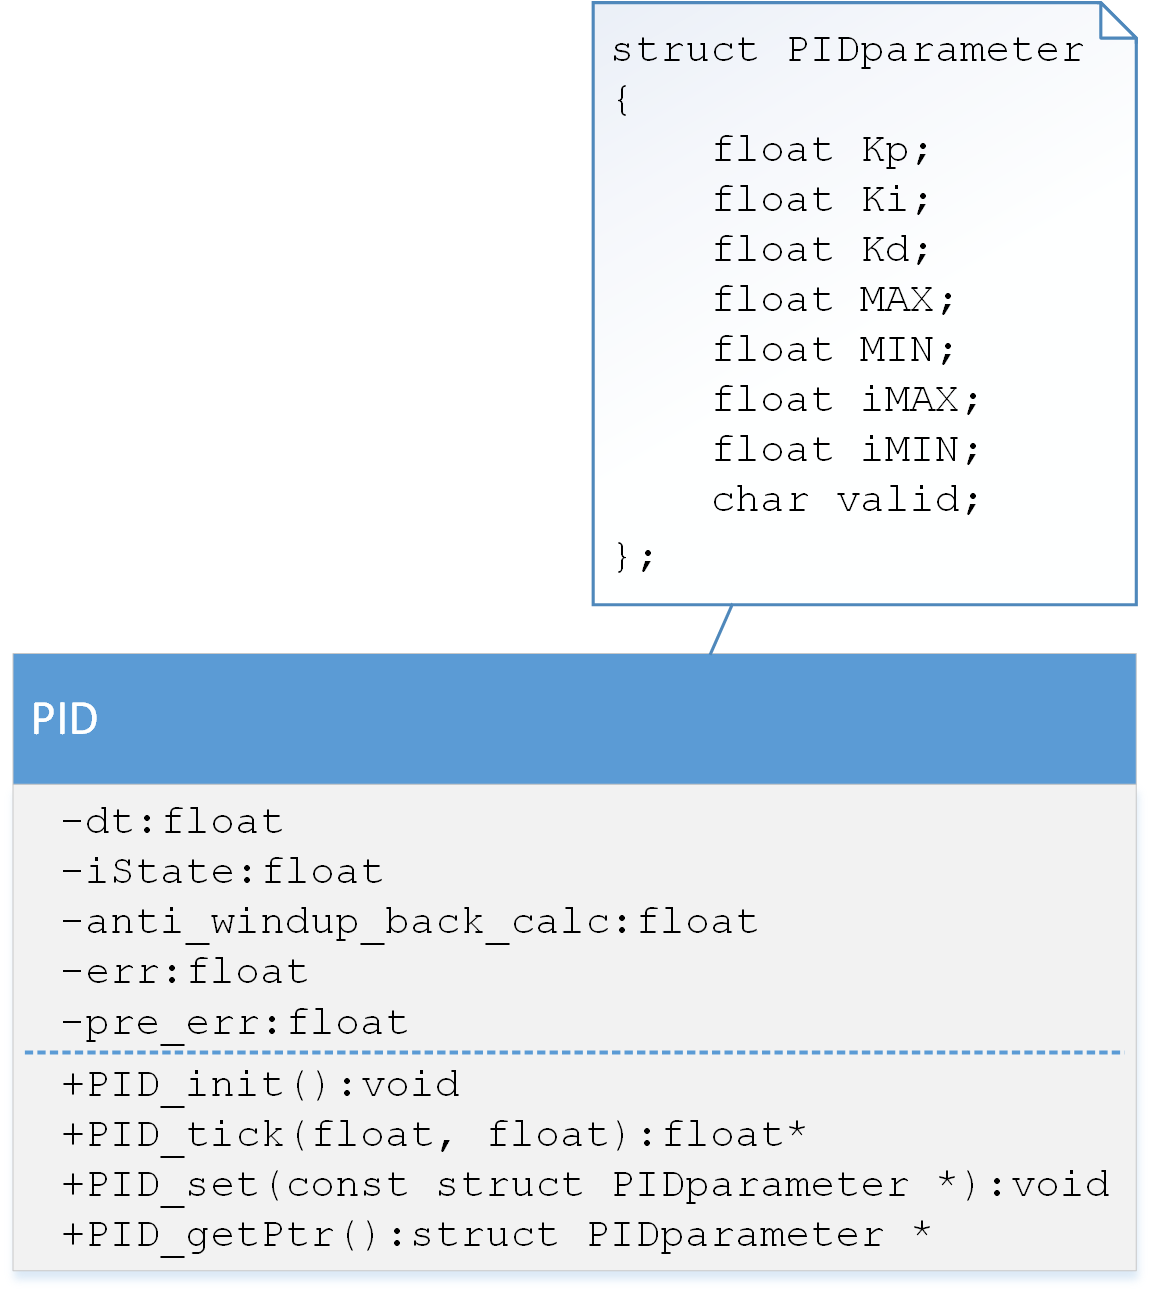 struct PIDparameter
{
float Kp;
float Ki;
float Kd;
float MAX;
float MIN;
float iMAX;
float iMIN;
char valid;
};
PID
-dt:float
-iState:float
-anti_windup_back_calc:float
-err:float
-pre_err:float
+PID_init():void
+PID_tick(float, float):float*
+PID_set(const struct PIDparameter *):void
+PID_getPtr():struct PIDparameter *